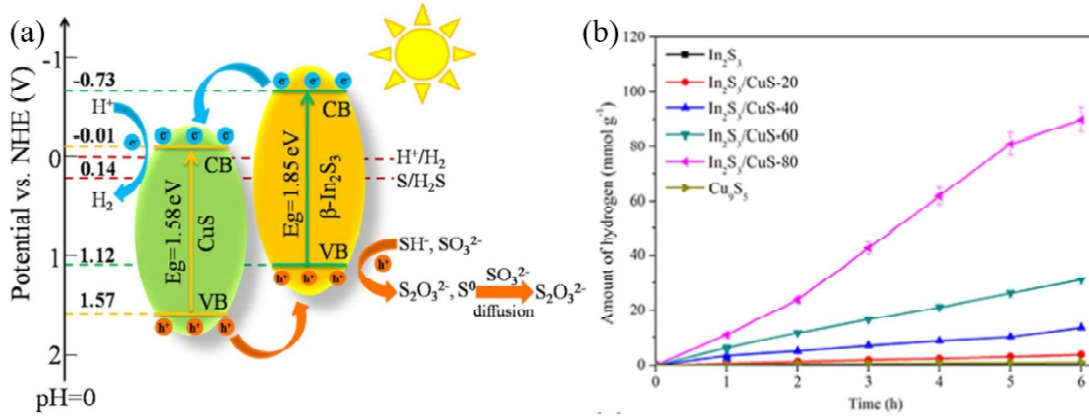 (a)
Potential vs. NHE (V)
-1
-0.73
H⁺
-0.01
0
0.14
H₂
1
1.12
1.57
2
pH=0
e⁻ e⁻ e⁻
CB
e⁻
CB
Eg=1.58 eV
CuS
VB
h⁺ h⁺ h⁺
Eg=1.85 eV
β-In₂S₃
VB
h⁺ h⁺ h⁺
H⁺/H₂
S/H₂S
SH⁻, SO₃²⁻
h⁺
S₂O₃²⁻, S⁰ SO₃²⁻ S₂O₃²⁻
diffusion
(b)
Amount of hydrogen (mmol g⁻¹)
120
100
80
60
40
20
0
In₂S₃
In₂S₃/CuS-20
In₂S₃/CuS-40
In₂S₃/CuS-60
In₂S₃/CuS-80
Cu₉S₅
0 1 2 3 4 5 6
Time (h)